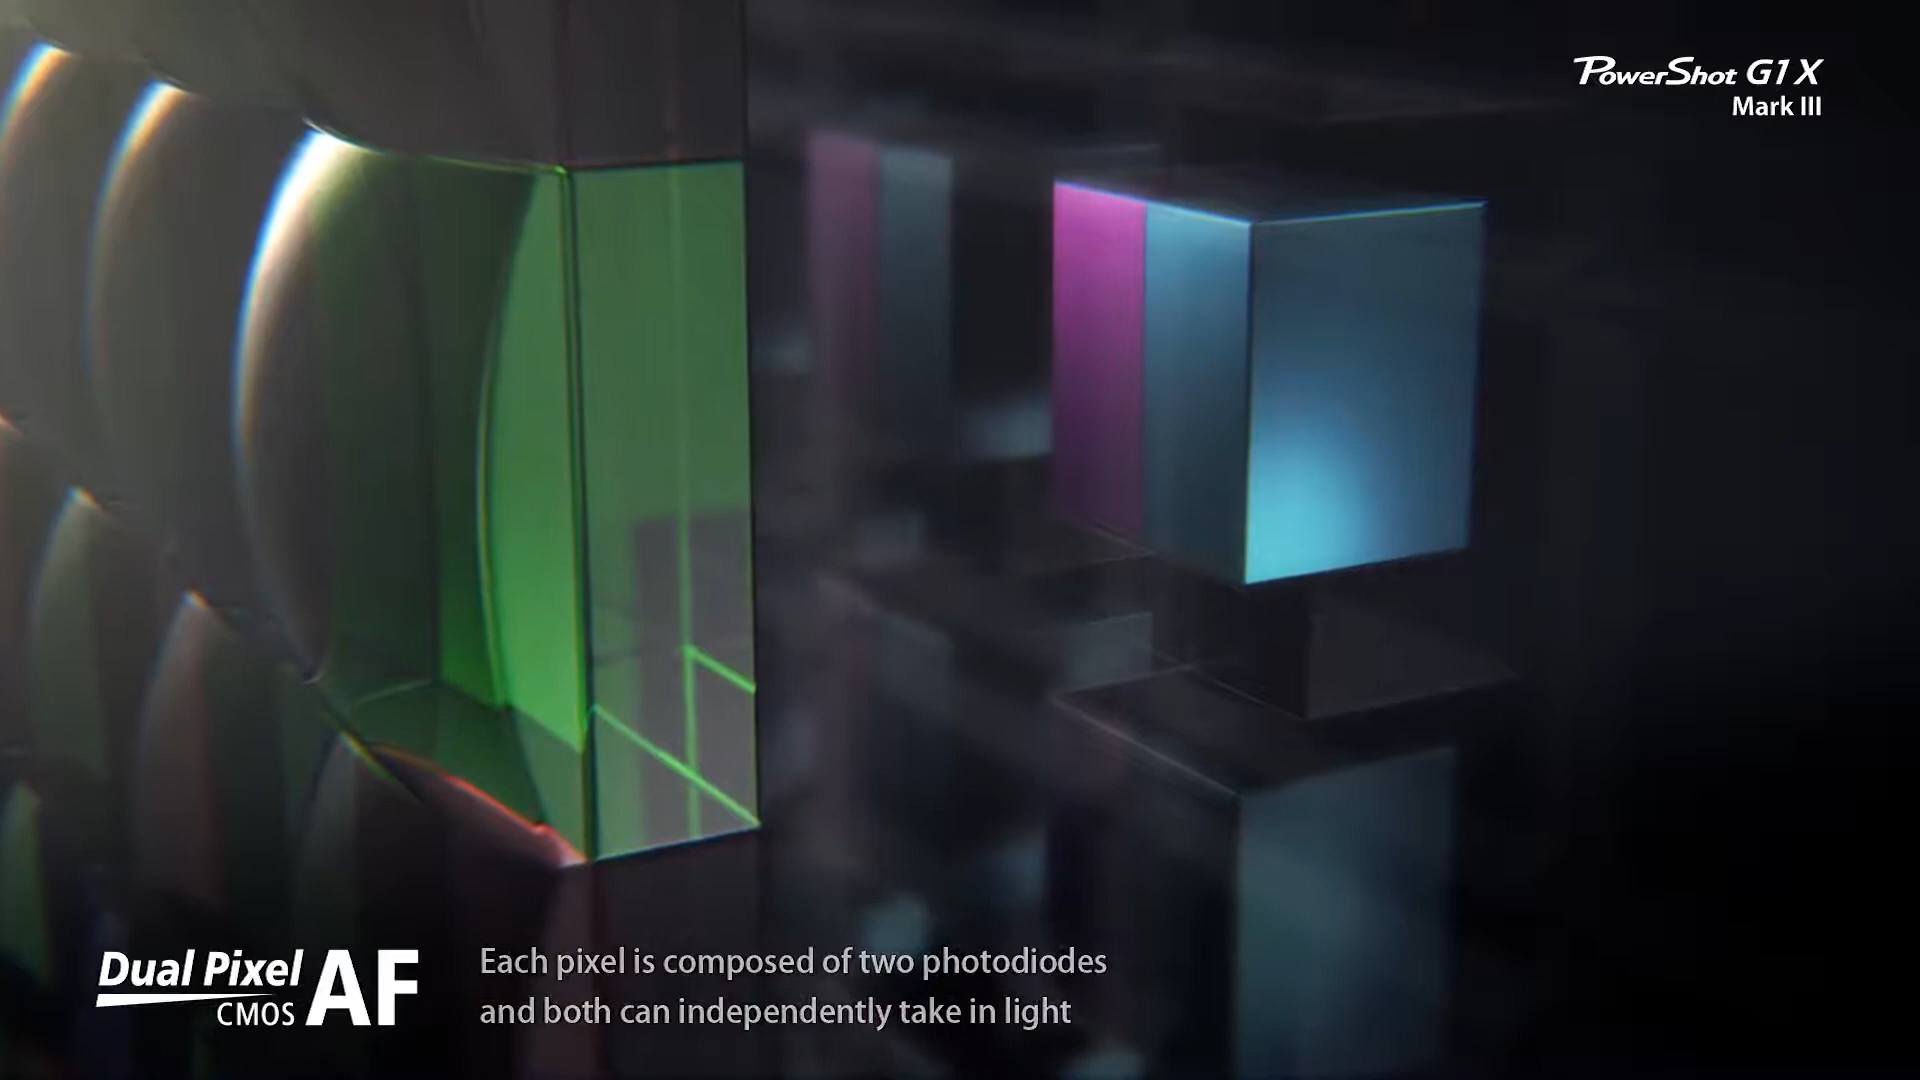 PowerShot G1 X
Mark III
Dual Pixel
CMOS AF
Each pixel is composed of two photodiodes
and both can independently take in light